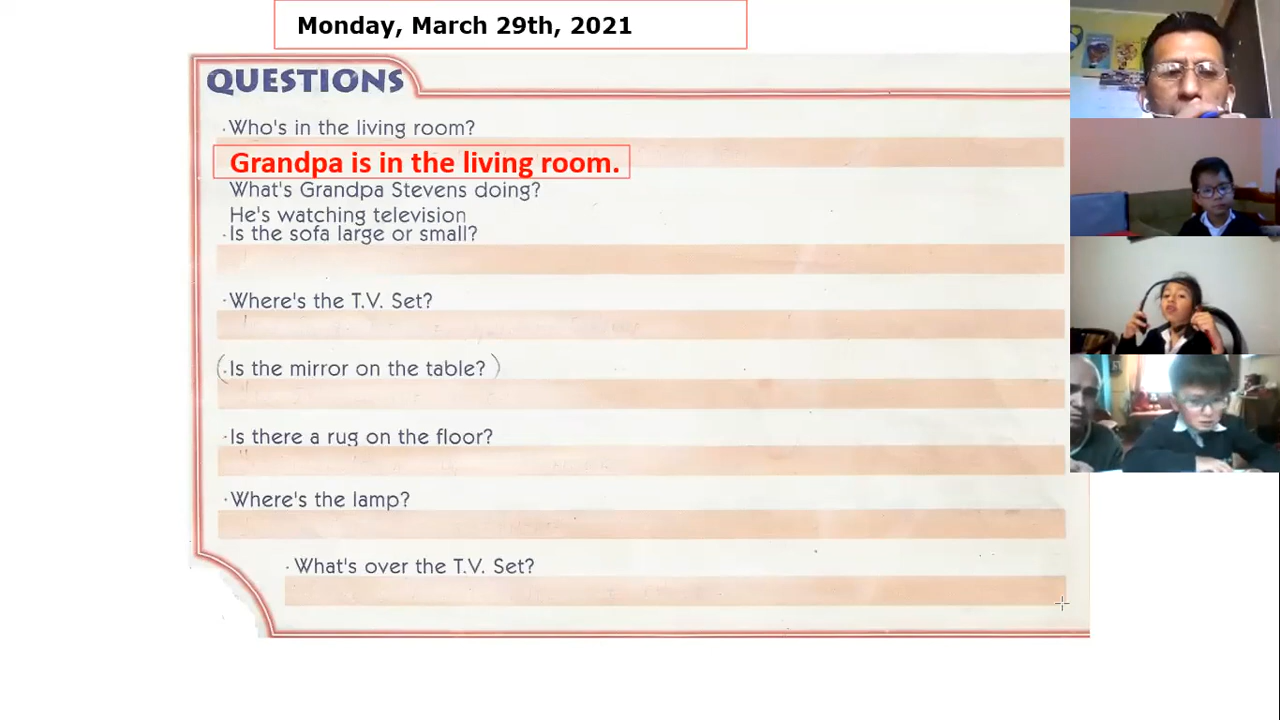 Monday, March 29th, 2021
QUESTIONS
·Who's in the living room?
Grandpa is in the living room.
What's Grandpa Stevens doing?
He's watching television
·Is the sofa large or small?
·Where's the T.V. Set?
(·Is the mirror on the table?)
·Is there a rug on the floor?
·Where's the lamp?
·What's over the T.V. Set?